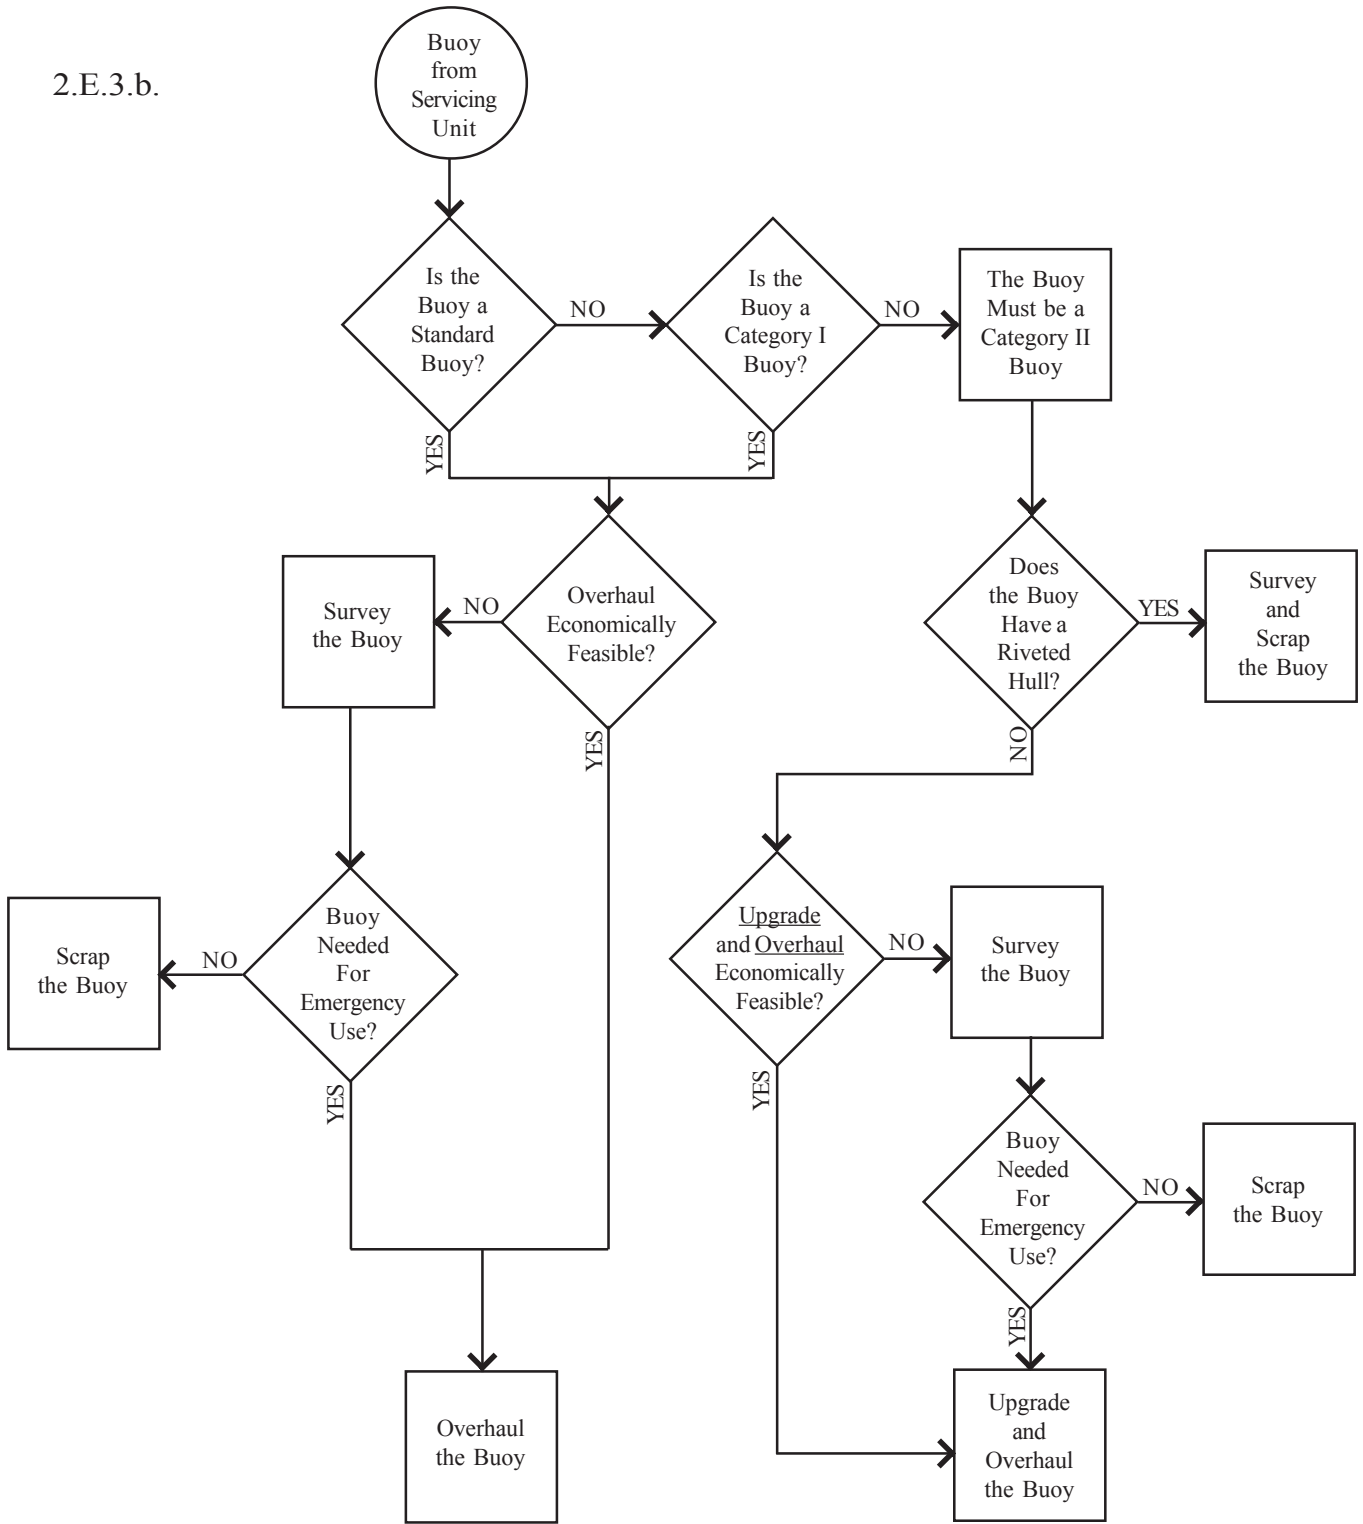 2.E.3.b.
Buoy
from
Servicing
Unit
Is the
Buoy a
Standard
Buoy?
NO
Is the
Buoy a
Category I
Buoy?
NO
The Buoy
Must be a
Category II
Buoy
YES
YES
Survey
the Buoy
NO
Overhaul
Economically
Feasible?
YES
Does
the Buoy
Have a
Riveted
Hull?
YES
Survey
and
Scrap
the Buoy
NO
Scrap
the Buoy
NO
Buoy
Needed
For
Emergency
Use?
YES
Upgrade
and Overhaul
Economically
Feasible?
NO
Survey
the Buoy
YES
Buoy
Needed
For
Emergency
Use?
NO
Scrap
the Buoy
YES
Overhaul
the Buoy
Upgrade
and
Overhaul
the Buoy